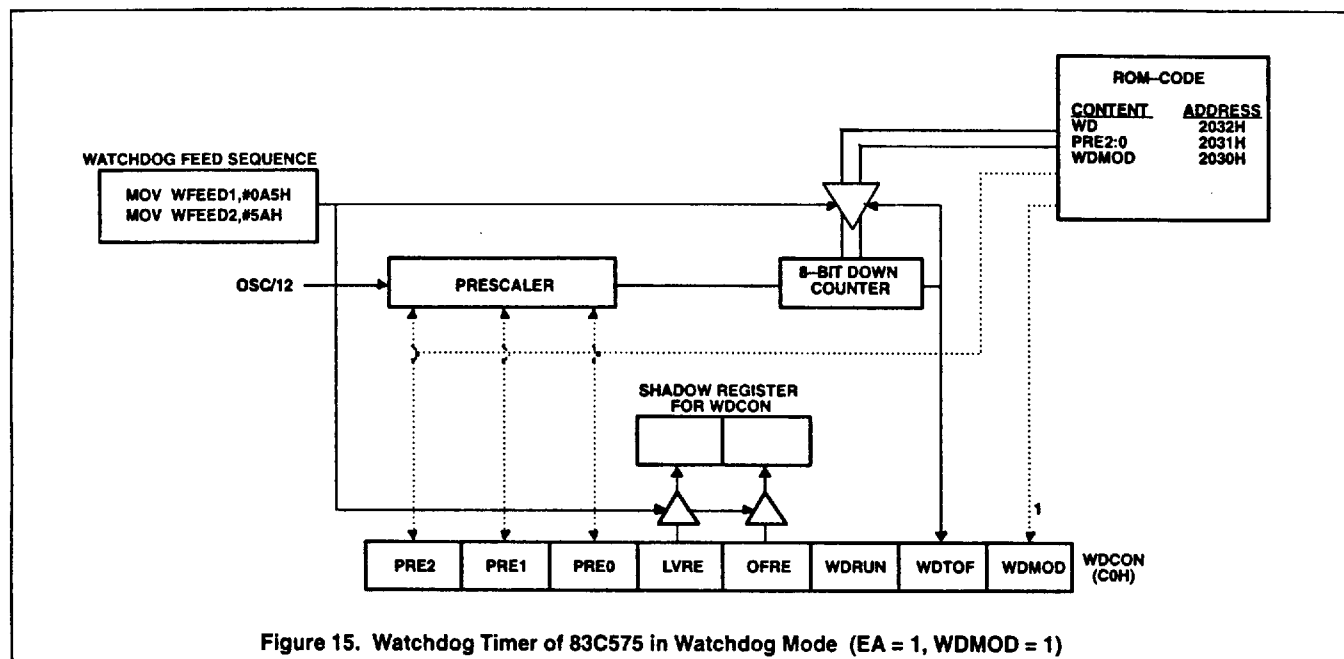 ROM–CODE
CONTENT ADDRESS
WD 2032H
PRE2:0 2031H
WDMOD 2030H
WATCHDOG FEED SEQUENCE
MOV WFEED1,#0A5H
MOV WFEED2,#5AH
OSC/12
PRESCALER
8–BIT DOWN
COUNTER
SHADOW REGISTER
FOR WDCON
1
PRE2 PRE1 PRE0 LVRE OFRE WDRUN WDTOF WDMOD
WDCON
(C0H)
Figure 15. Watchdog Timer of 83C575 in Watchdog Mode (EA = 1, WDMOD = 1)